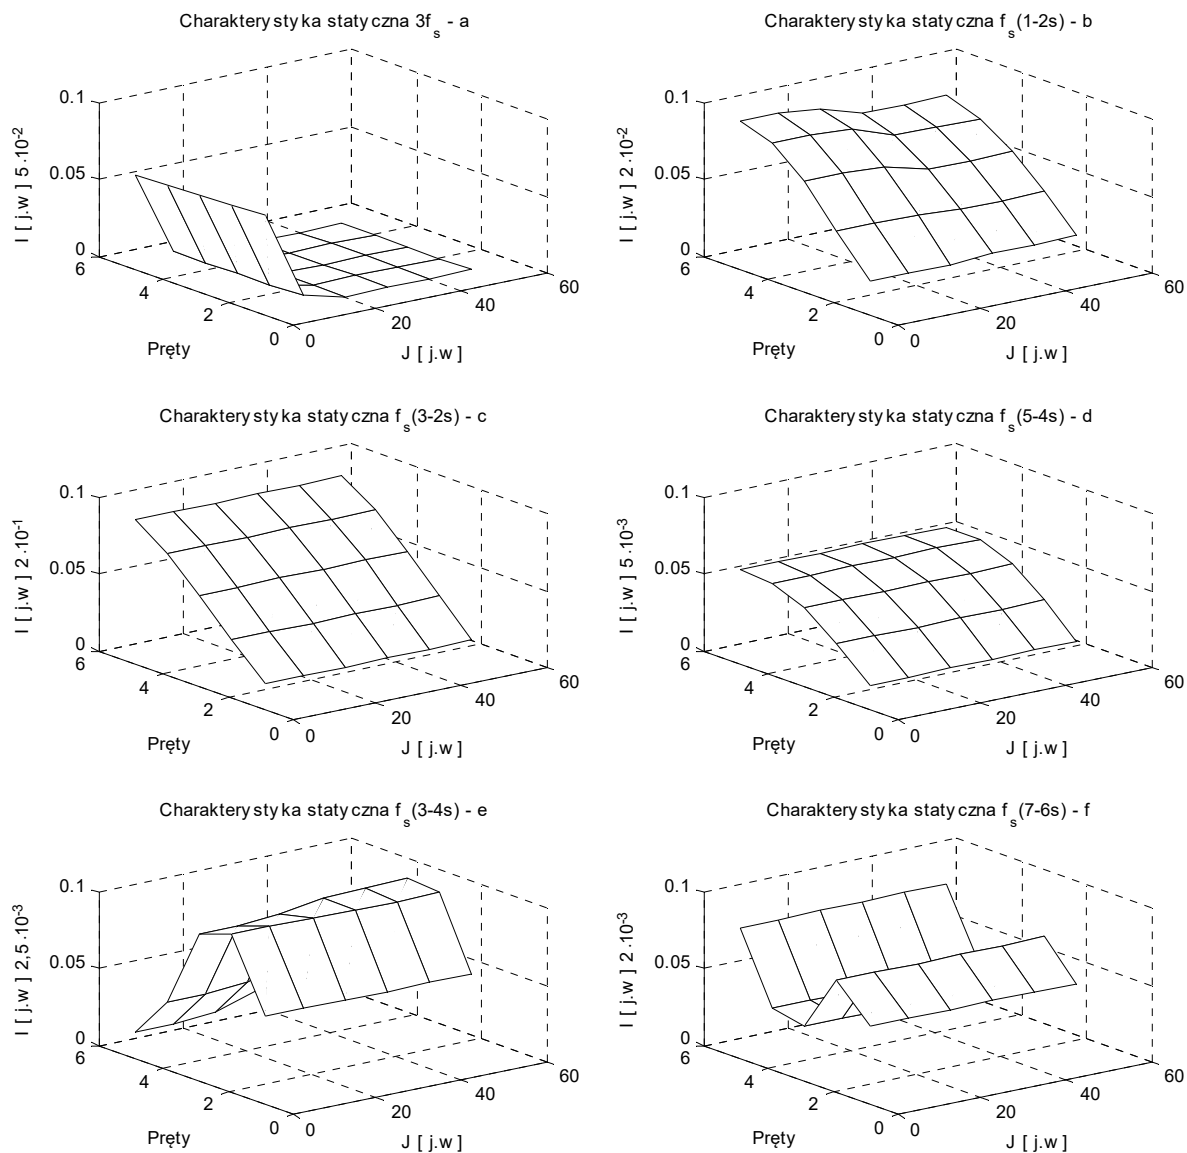 Charakterystyka statyczna 3f_s - a
0.1
0.05
0
I [ j.w ] 5 ·10^-2
6
4
2
0
Pręty
0
20
40
60
J [ j.w ]
Charakterystyka statyczna f_s(1-2s) - b
0.1
0.05
0
I [ j.w ] 2 ·10^-2
6
4
2
0
Pręty
0
20
40
60
J [ j.w ]
Charakterystyka statyczna f_s(3-2s) - c
0.1
0.05
0
I [ j.w ] 2 ·10^-1
6
4
2
0
Pręty
0
20
40
60
J [ j.w ]
Charakterystyka statyczna f_s(5-4s) - d
0.1
0.05
0
I [ j.w ] 5 ·10^-3
6
4
2
0
Pręty
0
20
40
60
J [ j.w ]
Charakterystyka statyczna f_s(3-4s) - e
0.1
0.05
0
I [ j.w ] 2,5 ·10^-3
6
4
2
0
Pręty
0
20
40
60
J [ j.w ]
Charakterystyka statyczna f_s(7-6s) - f
0.1
0.05
0
I [ j.w ] 2 ·10^-3
6
4
2
0
Pręty
0
20
40
60
J [ j.w ]